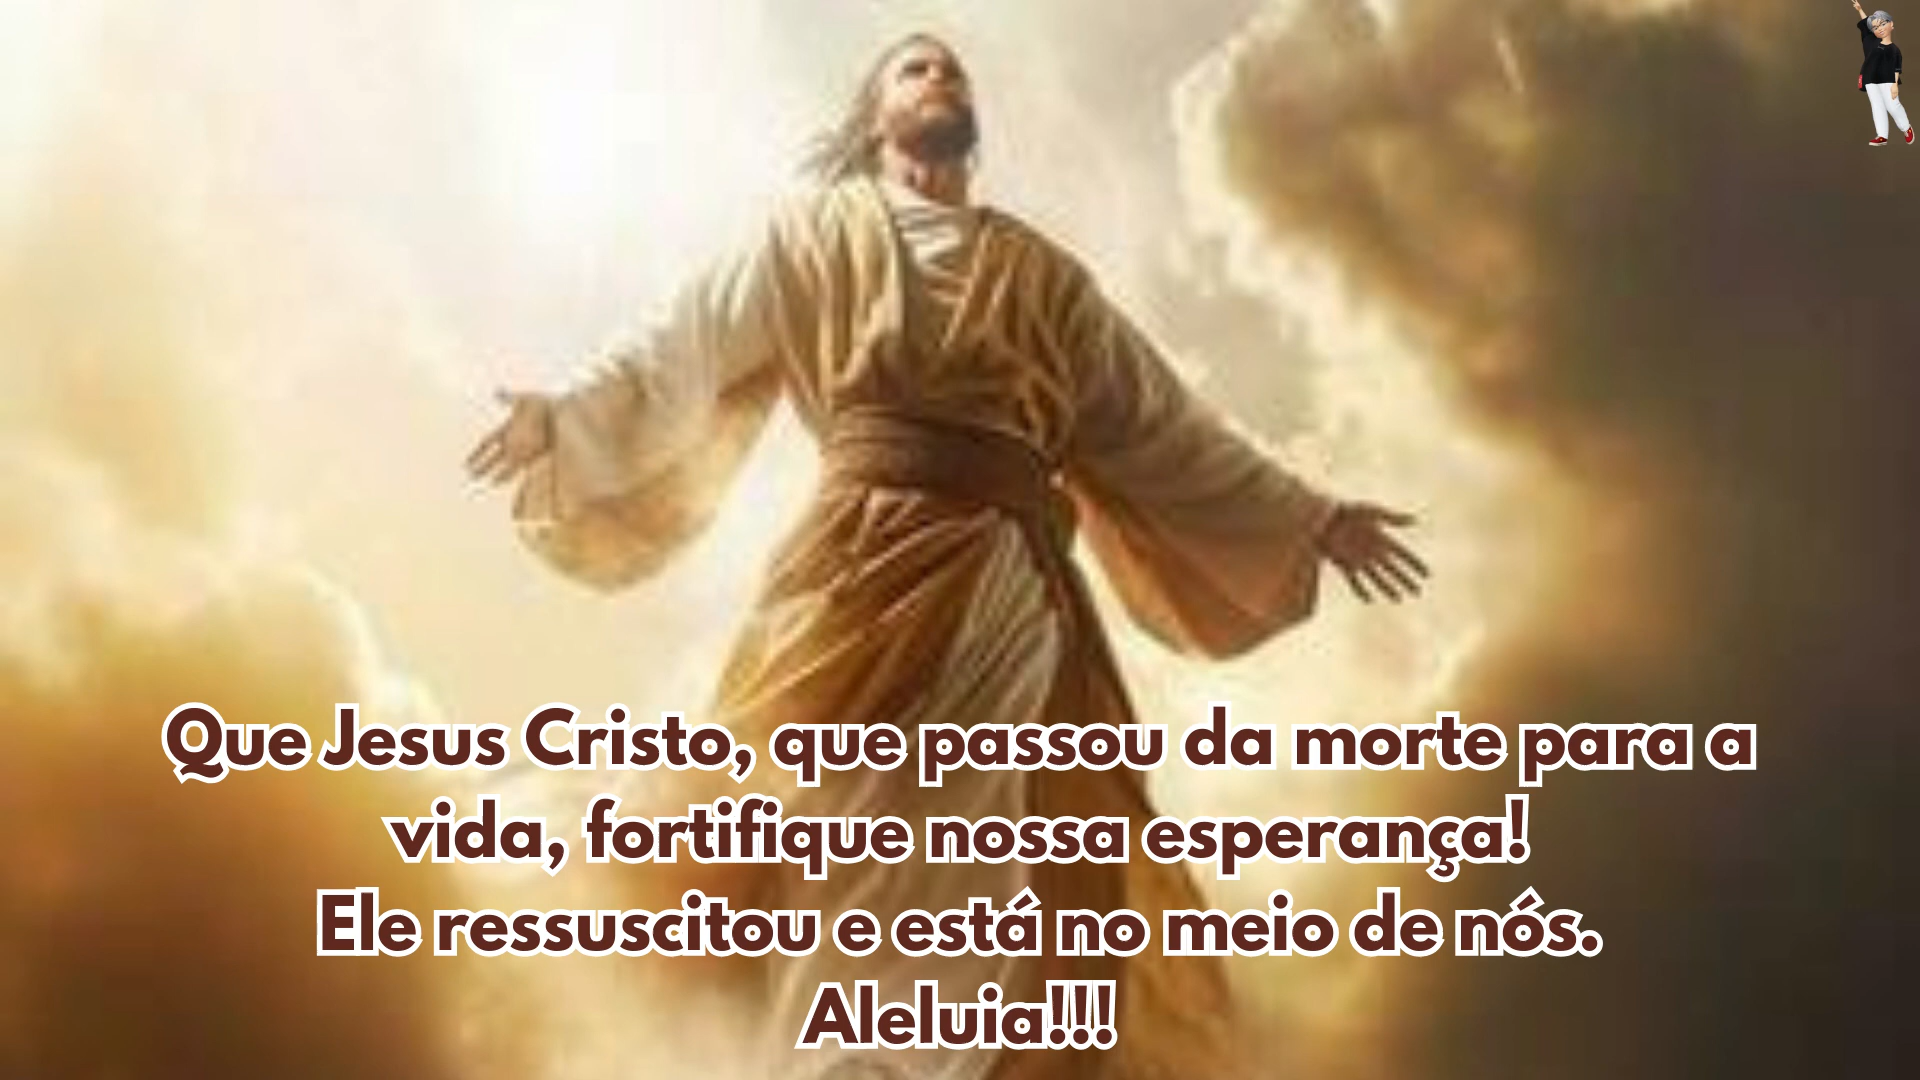 Que Jesus Cristo, que passou da morte para a
vida, fortifique nossa esperança!
Ele ressuscitou e está no meio de nós.
Aleluia!!!